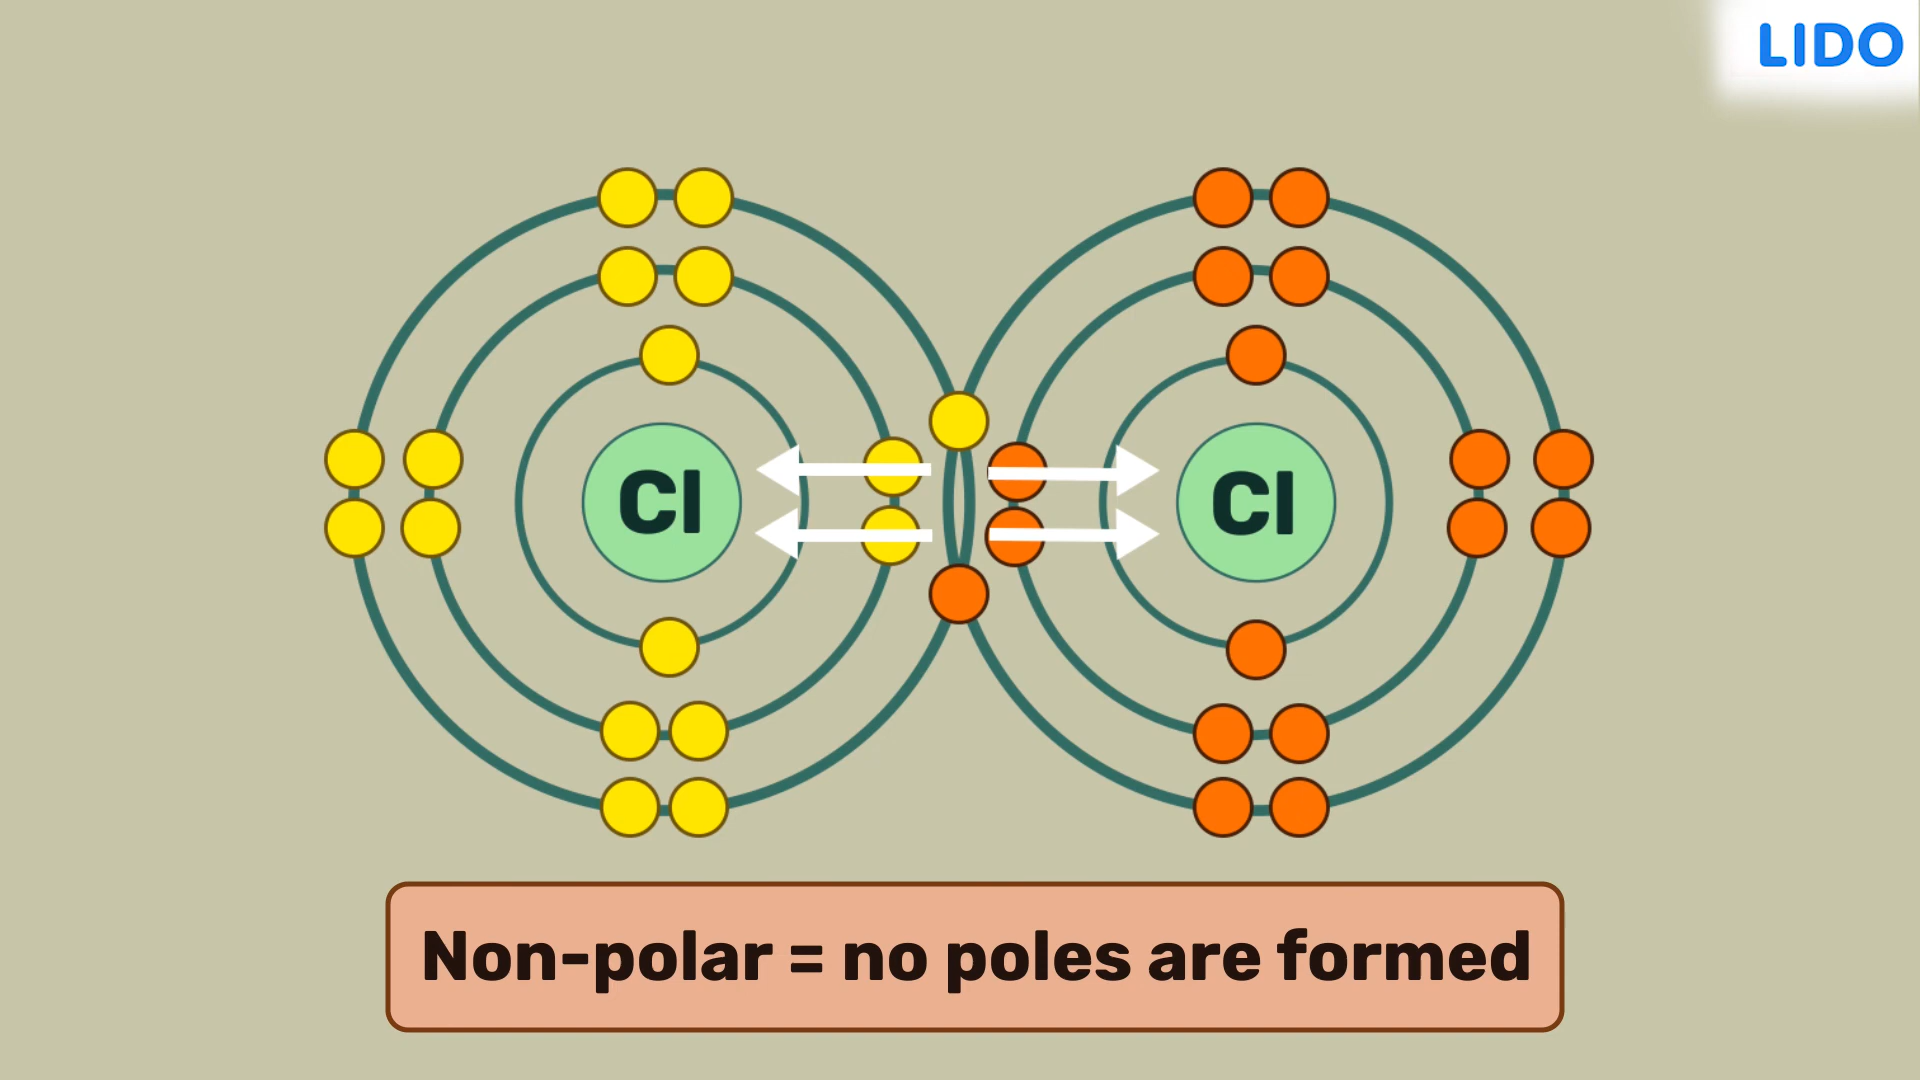 LIDO
Cl Cl
Non-polar = no poles are formed